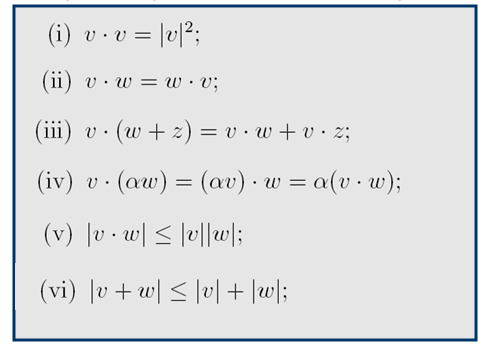 (i) v · v = |v|²;
(ii) v · w = w · v;
(iii) v · (w + z) = v · w + v · z;
(iv) v · (αw) = (αv) · w = α(v · w);
(v) |v · w| ≤ |v||w|;
(vi) |v + w| ≤ |v| + |w|;